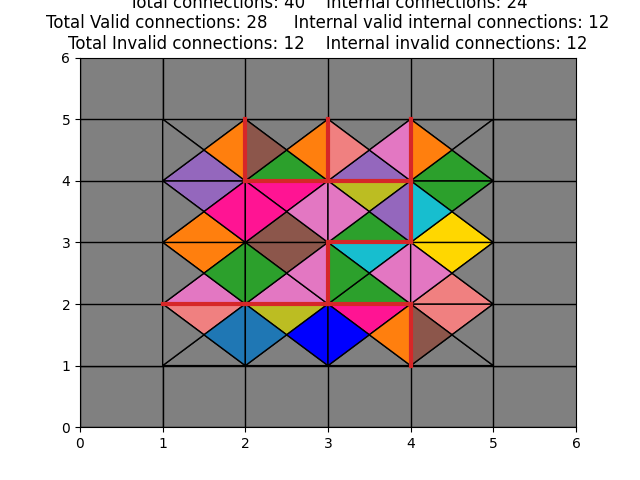 Total connections: 40    Internal connections: 24
Total Valid connections: 28     Internal valid internal connections: 12
Total Invalid connections: 12    Internal invalid connections: 12
6
5
4
3
2
1
0
0 1 2 3 4 5 6